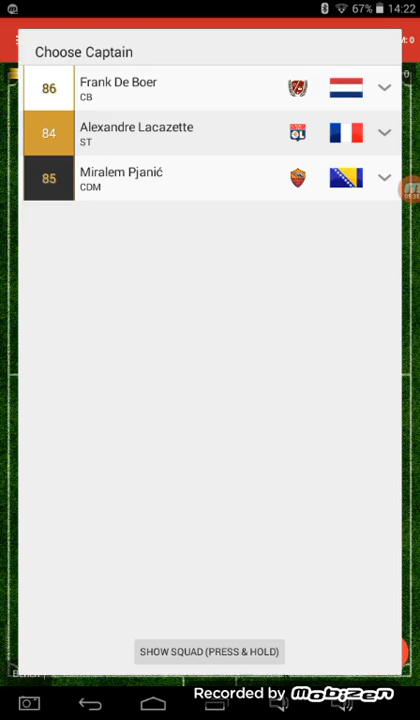 67% 14:22
M: 0
Choose Captain
86 Frank De Boer
CB
84 Alexandre Lacazette
ST
85 Miralem Pjanić
CDM
SHOW SQUAD (PRESS & HOLD)
Recorded by mobizen